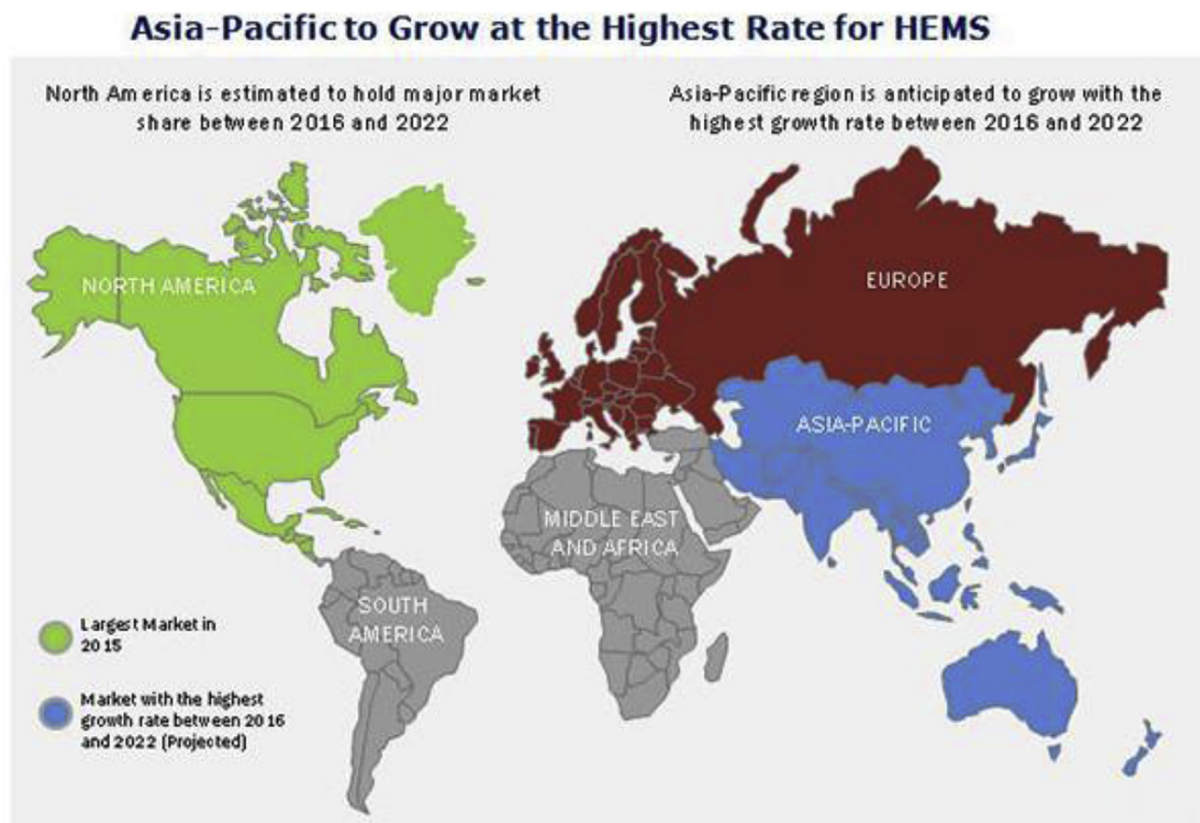 Asia-Pacific to Grow at the Highest Rate for HEMS
North America is estimated to hold major market
share between 2016 and 2022
Asia-Pacific region is anticipated to grow with the
highest growth rate between 2016 and 2022
NORTH AMERICA
EUROPE
ASIA-PACIFIC
MIDDLE EAST
AND AFRICA
SOUTH
AMERICA
Largest Market in
2015
Market with the highest
growth rate between 2016
and 2022 (Projected)